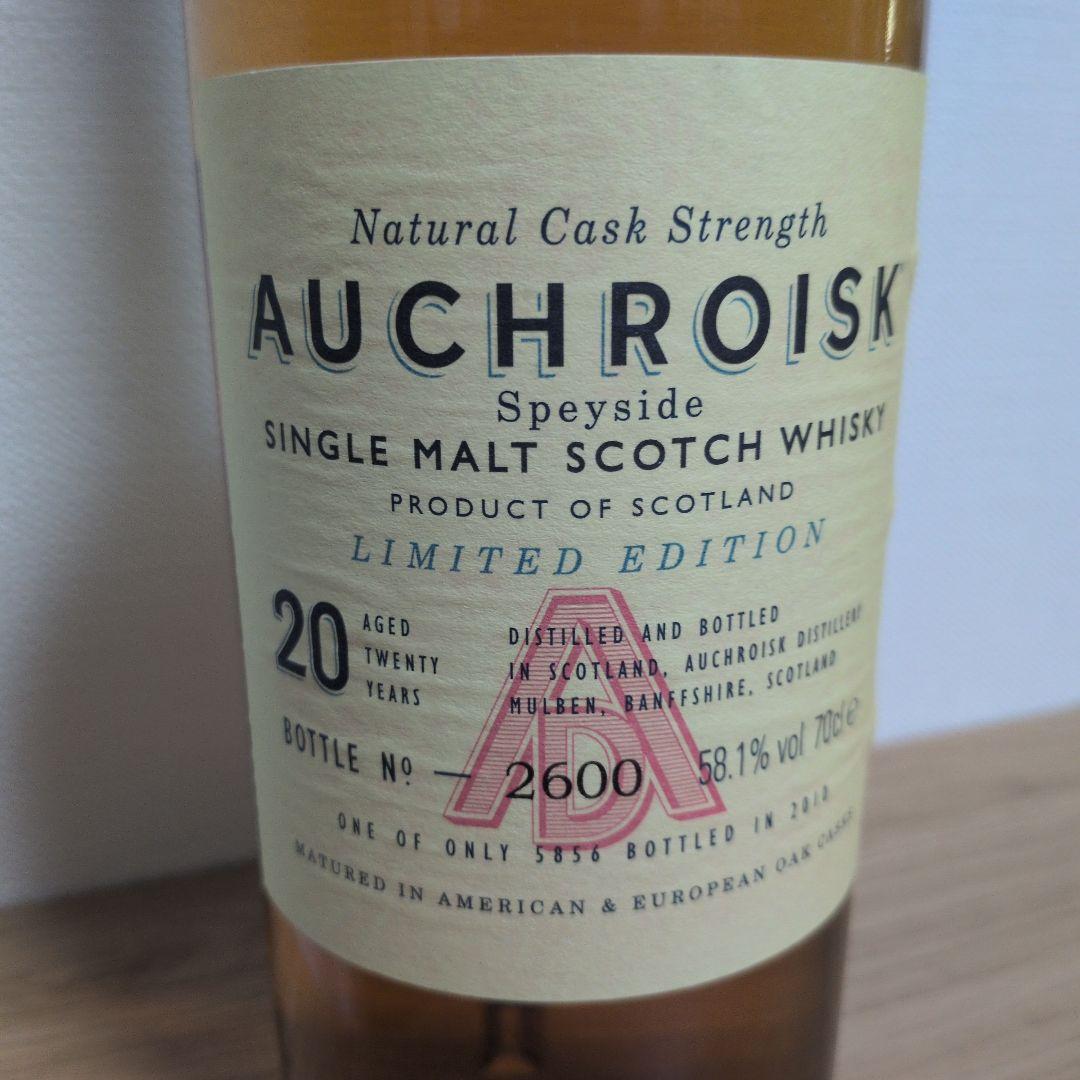 Natural Cask Strength
AUCHROISK
Speyside
SINGLE MALT SCOTCH WHISKY
PRODUCT OF SCOTLAND
LIMITED EDITION
20 AGED TWENTY YEARS
DISTILLED AND BOTTLED
IN SCOTLAND, AUCHROISK DISTILLERY
MULBEN, BANFFSHIRE, SCOTLAND
BOTTLE Nº — 2600
58.1% vol 70cl e
ONE OF ONLY 5856 BOTTLED IN 2010
MATURED IN AMERICAN & EUROPEAN OAK CASKS
AD